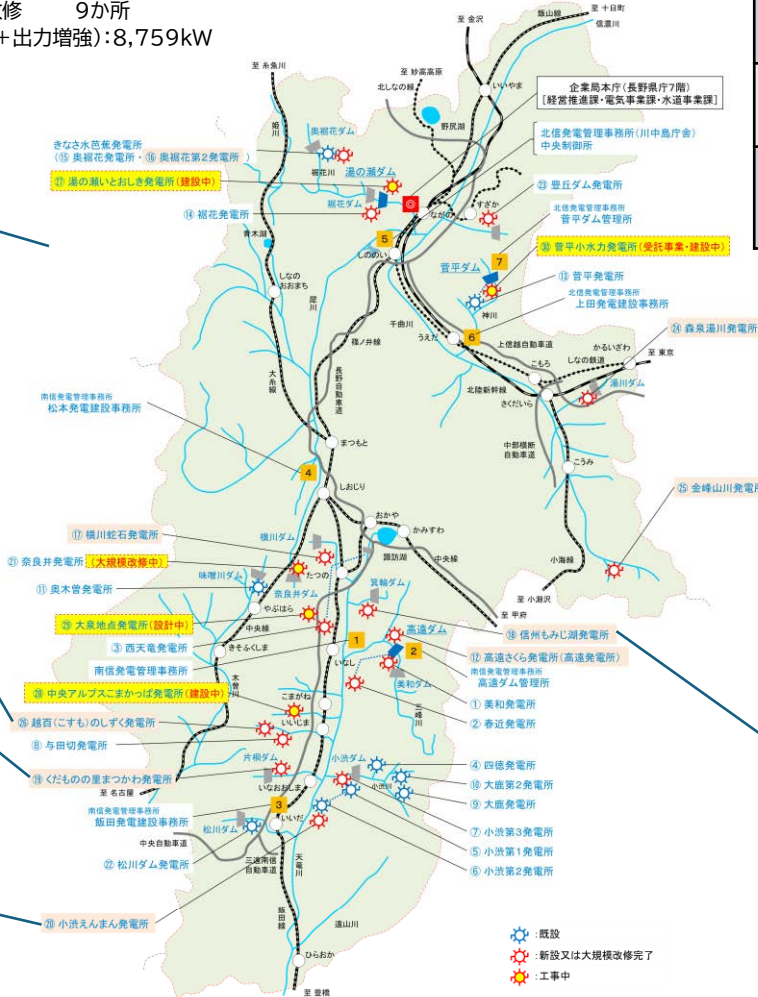 改修 9か所
＋出力増強）：8,759kW
至 糸魚川
至 金沢
飯山線
至 十日町
信濃川
至 妙高高原
北しなの線
いいやま
野尻湖
企業局本庁（長野県庁7階）
［経営推進課・電気事業課・水道事業課］
姫川
奥裾花ダム
きなさ水芭蕉発電所
（⑮ 奥裾花発電所・⑯ 奥裾花第2発電所 ）
裾花川
湯の瀬ダム
北信発電管理事務所（川中島庁舎）
中央制御所
㉗ 湯の瀬いとおしき発電所（建設中）
裾花ダム
ながの
すざか
㉓ 豊丘ダム発電所
⑭ 裾花発電所
北信発電管理事務所
菅平ダム管理所
青木湖
5
しののい
7
㉚ 菅平小水力発電所（受託事業・建設中）
菅平ダム
しなの
おおまち
犀川
⑬ 菅平発電所
神川
北信発電管理事務所
上田発電建設事務所
千曲川
うえだ
6
上信越自動車道
かるいざわ
㉔ 森泉湯川発電所
篠ノ井線
しなの鉄道
至 東京
こもろ
大糸線
長野自動車道
北陸新幹線
さくだいら
湯川ダム
南信発電管理事務所
松本発電建設事務所
まつもと
中部横断
自動車道
こうみ
4
しおじり
㉕ 金峰山川発電所
おかや
かみすわ
⑰ 横川蛇石発電所
横川ダム
諏訪湖
中央線
小海線
㉑ 奈良井発電所（大規模改修中）
味噌川ダム
たつの
至 小淵沢
⑪ 奥木曽発電所
奈良井ダム
箕輪ダム
至 甲府
やぶはら
㉙ 大泉地点発電所（設計中）
中央線
高遠ダム
⑱ 信州もみじ湖発電所
③ 西天竜発電所
きそふくしま
1
2
⑫ 高遠さくら発電所（高遠発電所）
南信発電管理事務所
いなし
南信発電管理事務所
高遠ダム管理所
美和ダム
㉘ 中央アルプスこまかっぱ発電所（建設中）
こまがね
三峰川
① 美和発電所
木曽川
② 春近発電所
㉖ 越百（こすも）のしずく発電所
いいじま
⑧ 与田切発電所
片桐ダム
小渋ダム
④ 四徳発電所
⑲ くだものの里まつかわ発電所
いなおおしま
小渋川
⑩ 大鹿第2発電所
至 名古屋
⑨ 大鹿発電所
南信発電管理事務所
飯田発電建設事務所
3
松川ダム
いいだ
⑦ 小渋第3発電所
中央自動車道
⑤ 小渋第1発電所
㉒ 松川ダム発電所
三遠南信
自動車道
天竜川
⑥ 小渋第2発電所
⑳ 小渋えんまん発電所
飯田線
遠山川
ひらおか
：既設
：新設又は大規模改修完了
：工事中
至 豊橋